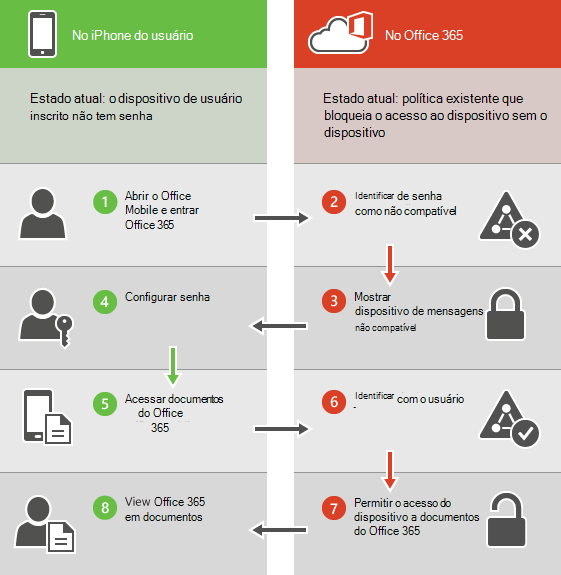 No iPhone do usuário
No Office 365
Estado atual: o dispositivo de usuário
inscrito não tem senha
Estado atual: política existente que
bloqueia o acesso ao dispositivo sem o
dispositivo
1
Abrir o Office
Mobile e entrar
Office 365
2
Identificar de senha
como não compatível
4
Configurar senha
3
Mostrar
dispositivo de mensagens
não compatível
5
Acessar documentos
do Office
365
6
Identificar com o usuário
-
8
View Office 365
em documentos
7
Permitir o acesso do
dispositivo a documentos
do Office 365